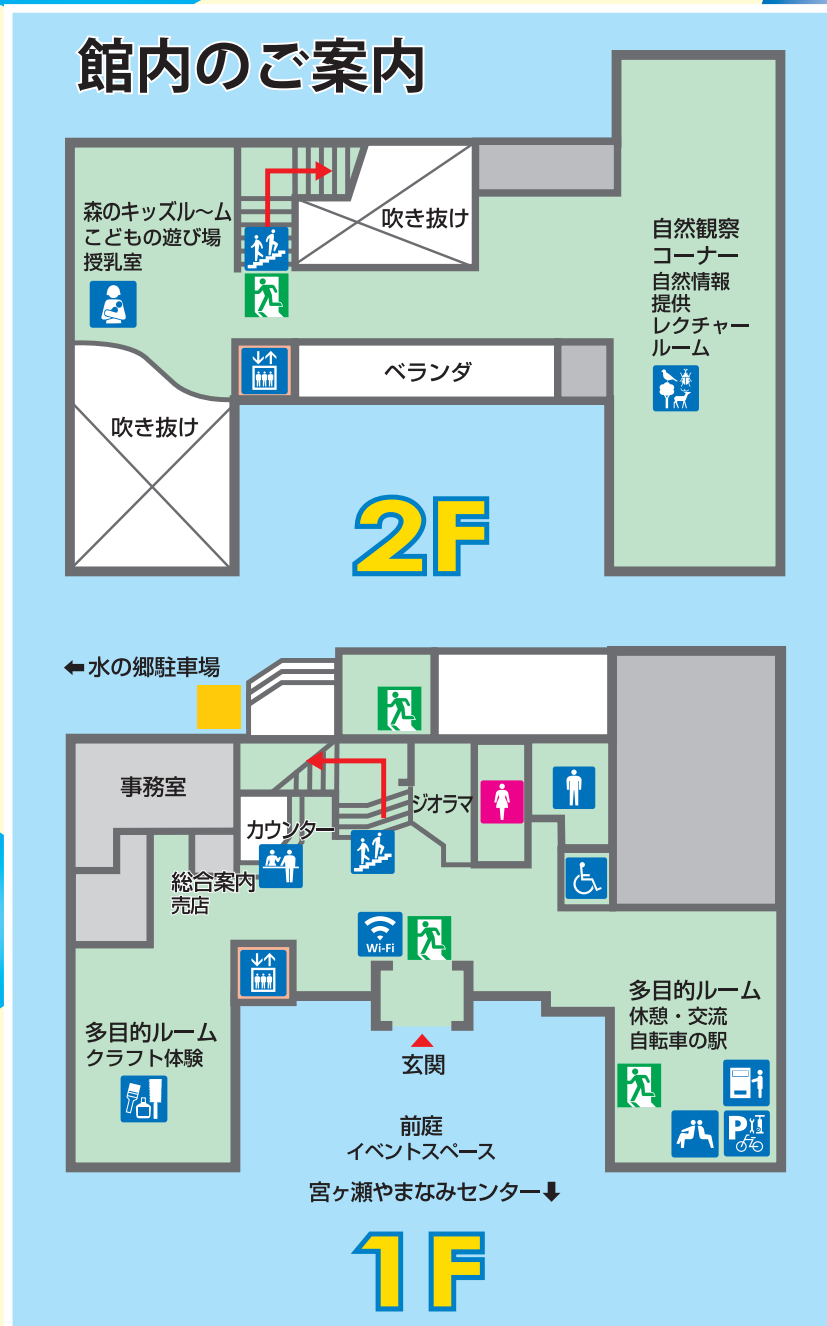 館内のご案内
森のキッズル〜ム
こどもの遊び場
授乳室
吹き抜け
自然観察
コーナー
自然情報
提供
レクチャー
ルーム
ベランダ
吹き抜け
2F
←水の郷駐車場
事務室
カウンター
ジオラマ
総合案内
売店
Wi-Fi
多目的ルーム
クラフト体験
多目的ルーム
休憩・交流
自転車の駅
P
玄関
前庭
イベントスペース
宮ヶ瀬やまなみセンター⬇
1F